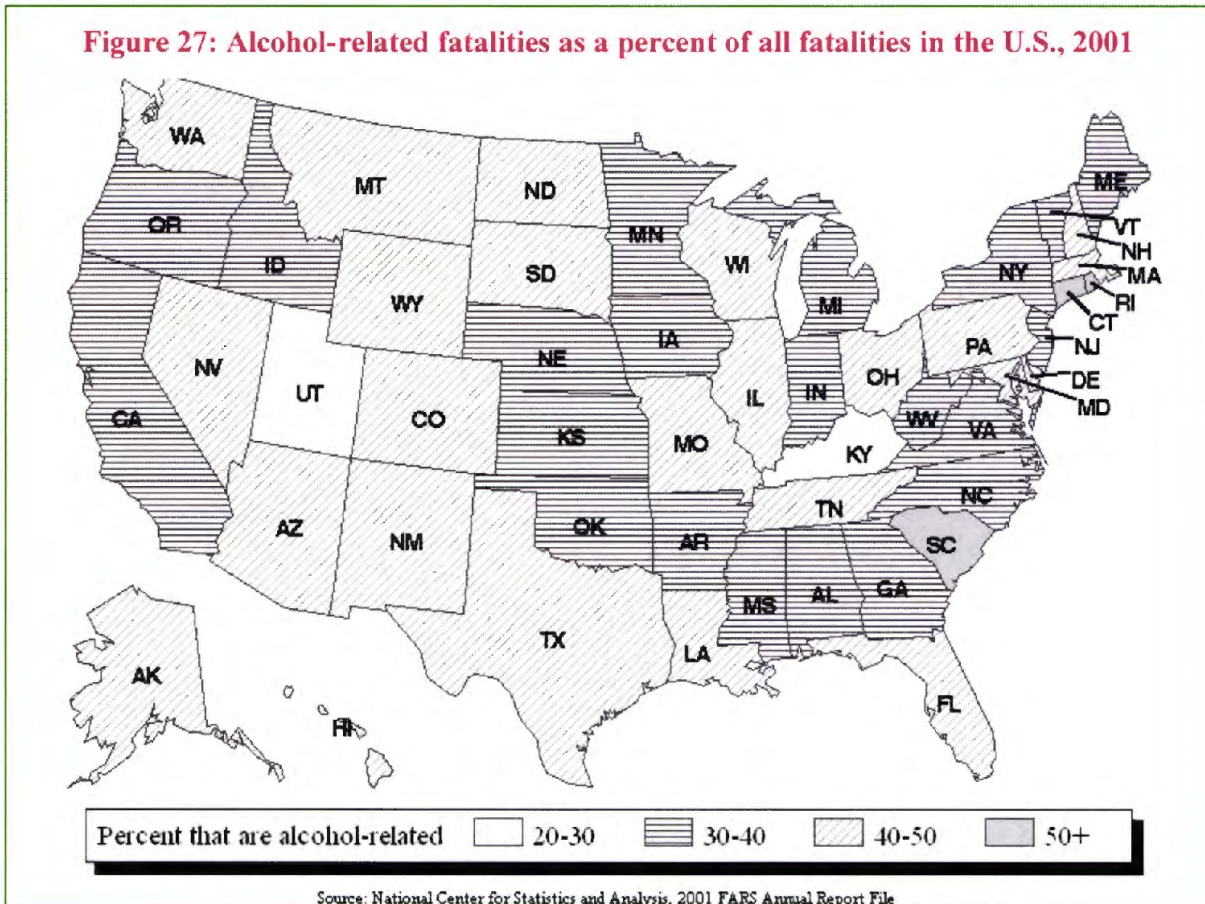 Figure 27: Alcohol-related fatalities as a percent of all fatalities in the U.S., 2001
WA
MT
ND
MN
ME
OR
ID
SD
WI
VT
NH
WY
MI
NY
MA
RI
CT
IA
NE
PA
NJ
NV
OH
UT
IL
IN
DE
MD
CO
CA
KS
MO
WV
VA
KY
NC
TN
AZ
NM
OK
AR
SC
MS
AL
GA
TX
LA
AK
FL
HI
Percent that are alcohol-related 20-30 30-40 40-50 50+
Source: National Center for Statistics and Analysis, 2001 FARS Annual Report File